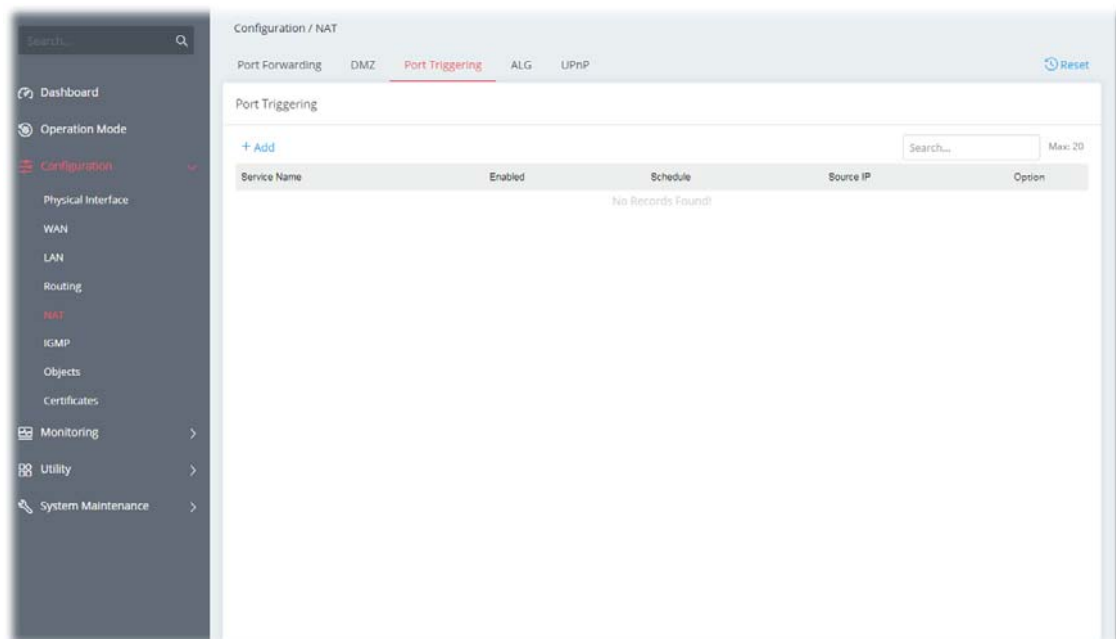 Search...
Configuration / NAT
Port Forwarding DMZ Port Triggering ALG UPnP Reset
Dashboard
Operation Mode
Configuration
Physical Interface
WAN
LAN
Routing
NAT
IGMP
Objects
Certificates
Monitoring
Utility
System Maintenance
Port Triggering
+ Add Search... Max: 20
Service Name Enabled Schedule Source IP Option
No Records Found!